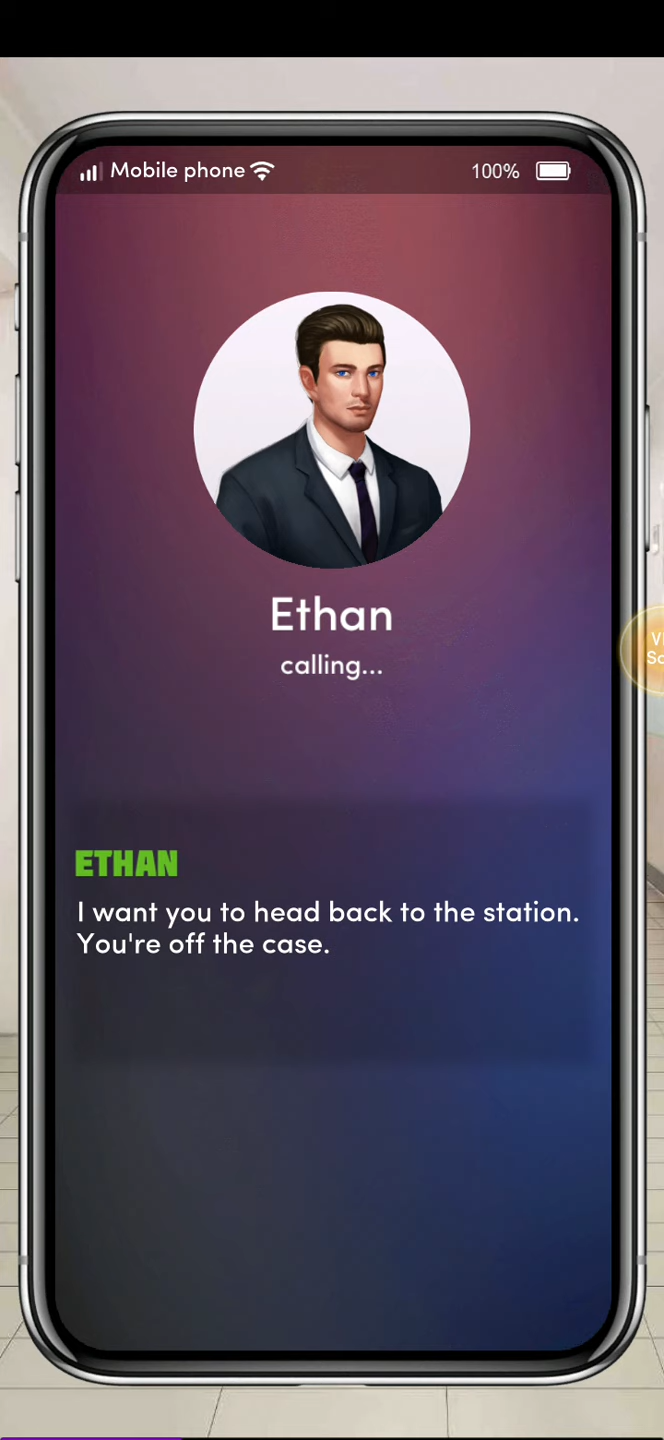 Mobile phone 100%
Ethan
calling...
ETHAN
I want you to head back to the station.
You're off the case.